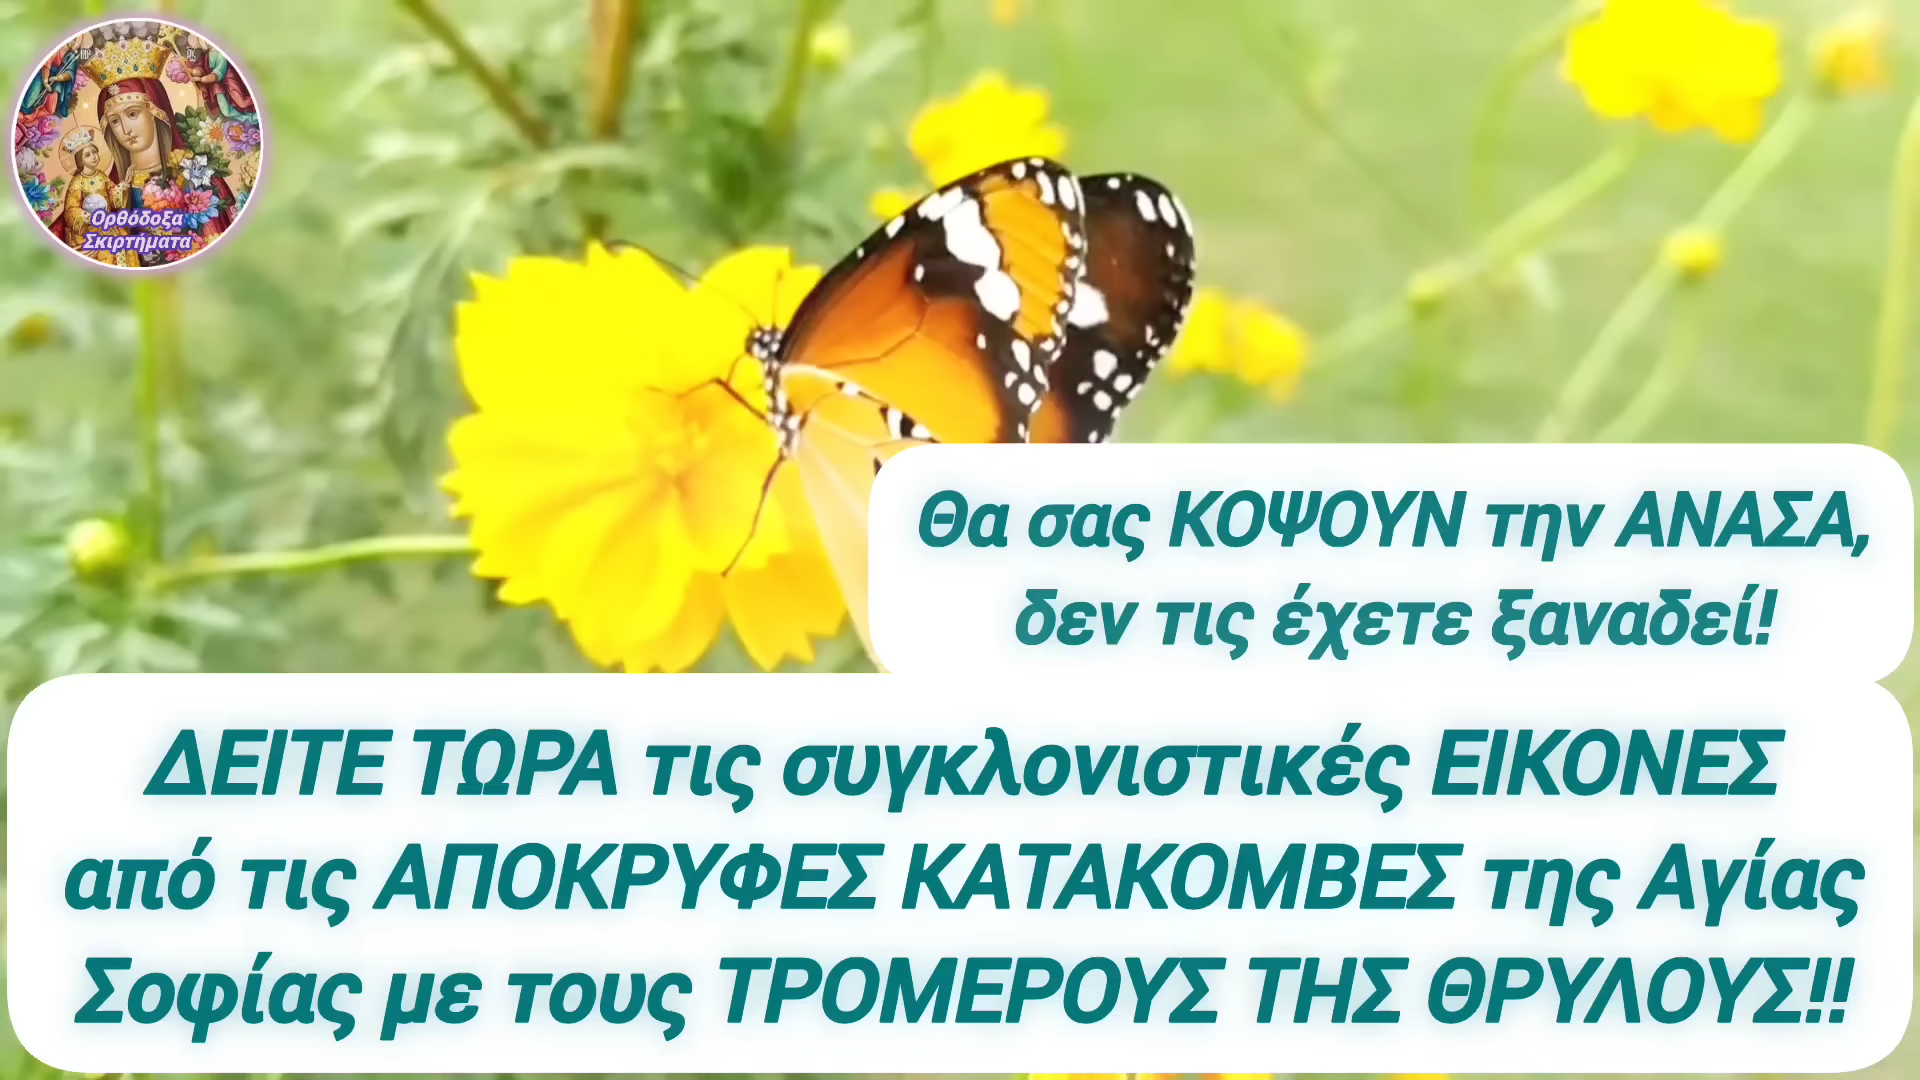 Ορθόδοξα
Σκιρτήματα
Θα σας ΚΟΨΟΥΝ την ΑΝΑΣΑ,
δεν τις έχετε ξαναδεί!
ΔΕΙΤΕ ΤΩΡΑ τις συγκλονιστικές ΕΙΚΟΝΕΣ
από τις ΑΠΟΚΡΥΦΕΣ ΚΑΤΑΚΟΜΒΕΣ της Αγίας
Σοφίας με τους ΤΡΟΜΕΡΟΥΣ ΤΗΣ ΘΡΥΛΟΥΣ!!